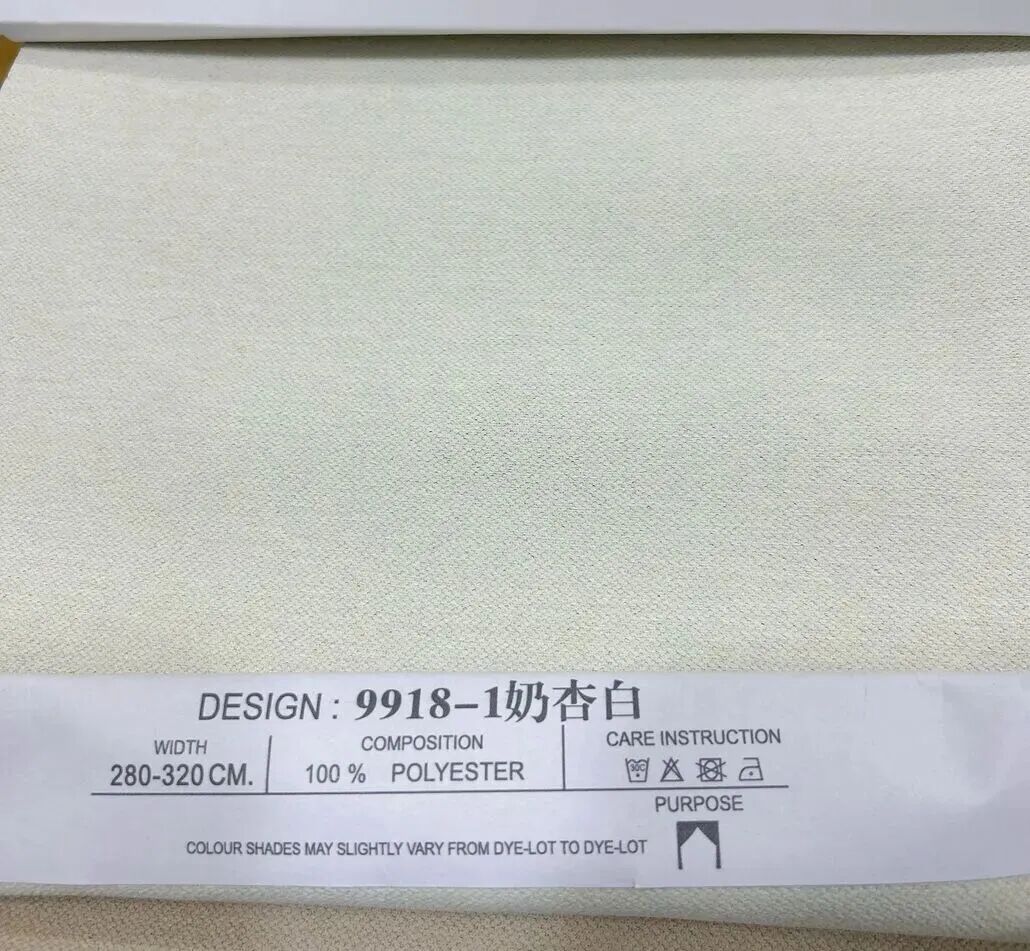 DESIGN : 9918-1奶杏白
WIDTH
280-320 CM.
COMPOSITION
100 % POLYESTER
CARE INSTRUCTION
30C
PURPOSE
COLOUR SHADES MAY SLIGHTLY VARY FROM DYE-LOT TO DYE-LOT